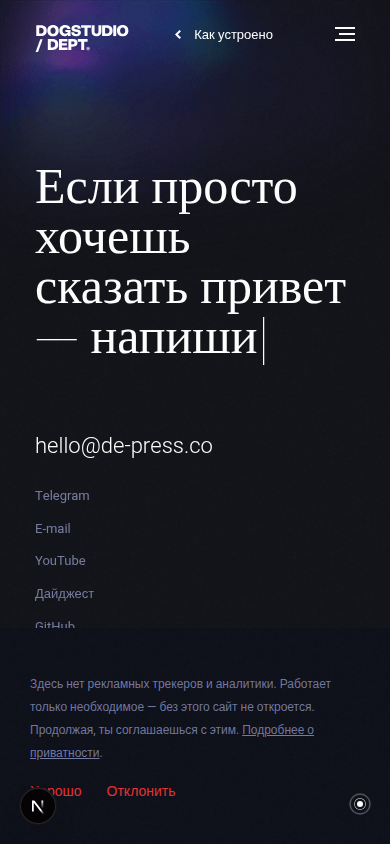 DOGSTUDIO
/ DEPT.
Как устроено
Если просто
хочешь
сказать привет
— напиши
hello@de-press.co
Telegram
E-mail
YouTube
Дайджест
GitHub
Здесь нет рекламных трекеров и аналитики. Работает
только необходимое — без этого сайт не откроется.
Продолжая, ты соглашаешься с этим. Подробнее о
приватности.
Хорошо Отклонить
N